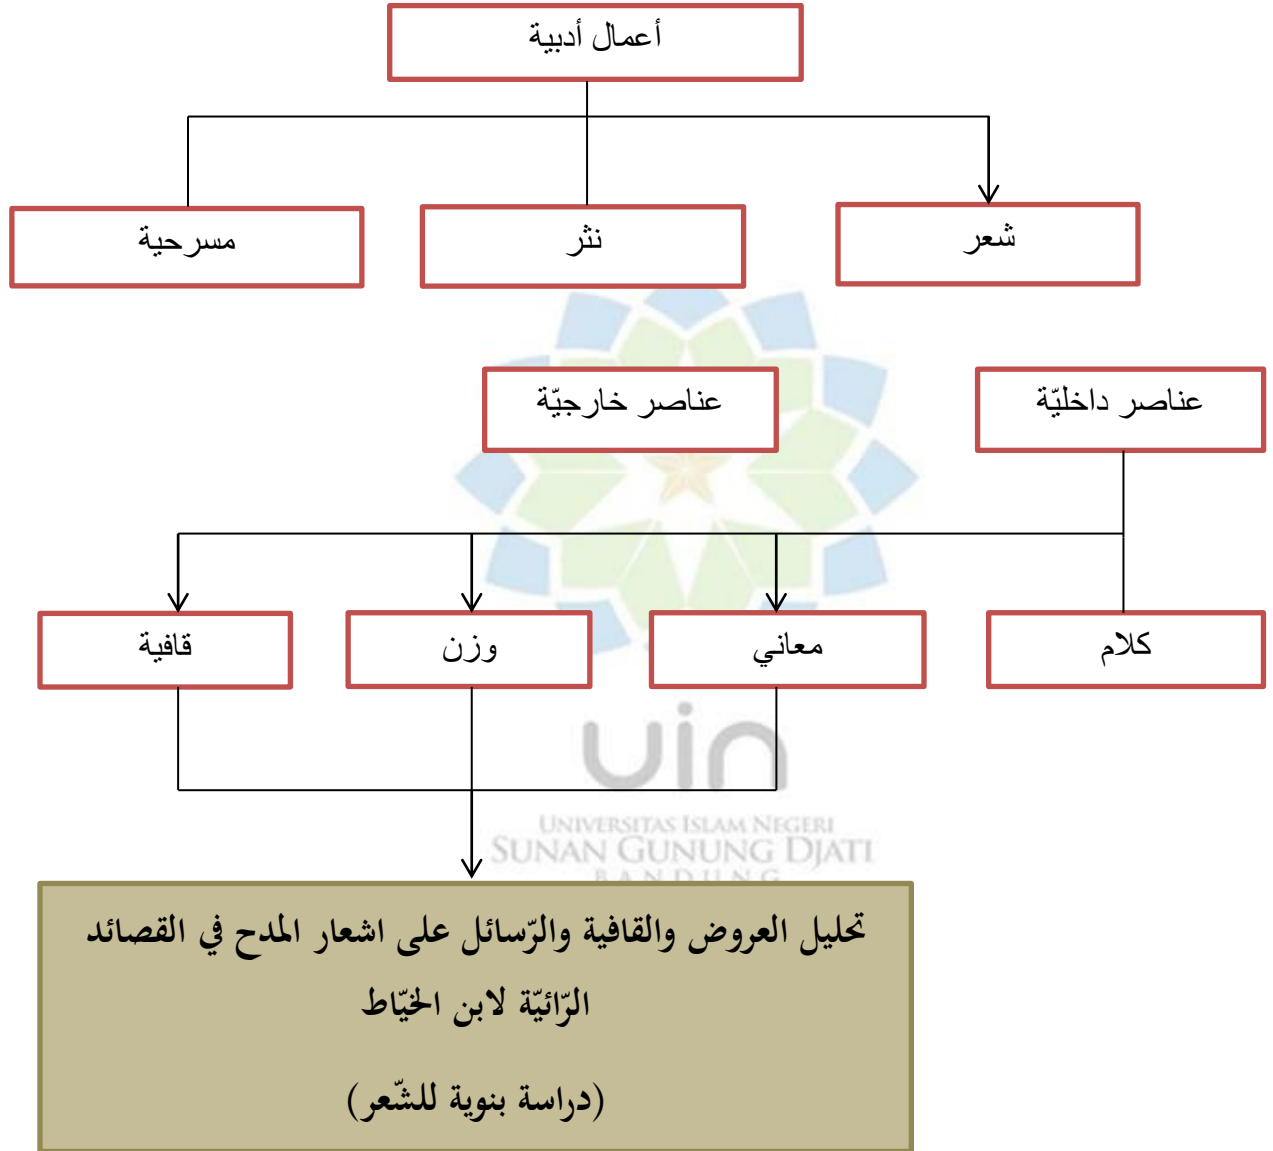 أعمال أدبية
شعر
نثر
مسرحية
عناصر داخليّة
عناصر خارجيّة
كلام
معاني
وزن
قافية
uin
UNIVERSITAS ISLAM NEGERI
SUNAN GUNUNG DJATI
BANDUNG
تحليل العروض والقافية والرّسائل على اشعار المدح في القصائد
الرّائيّة لابن الخيّاط
(دراسة بنوية للشّعر)